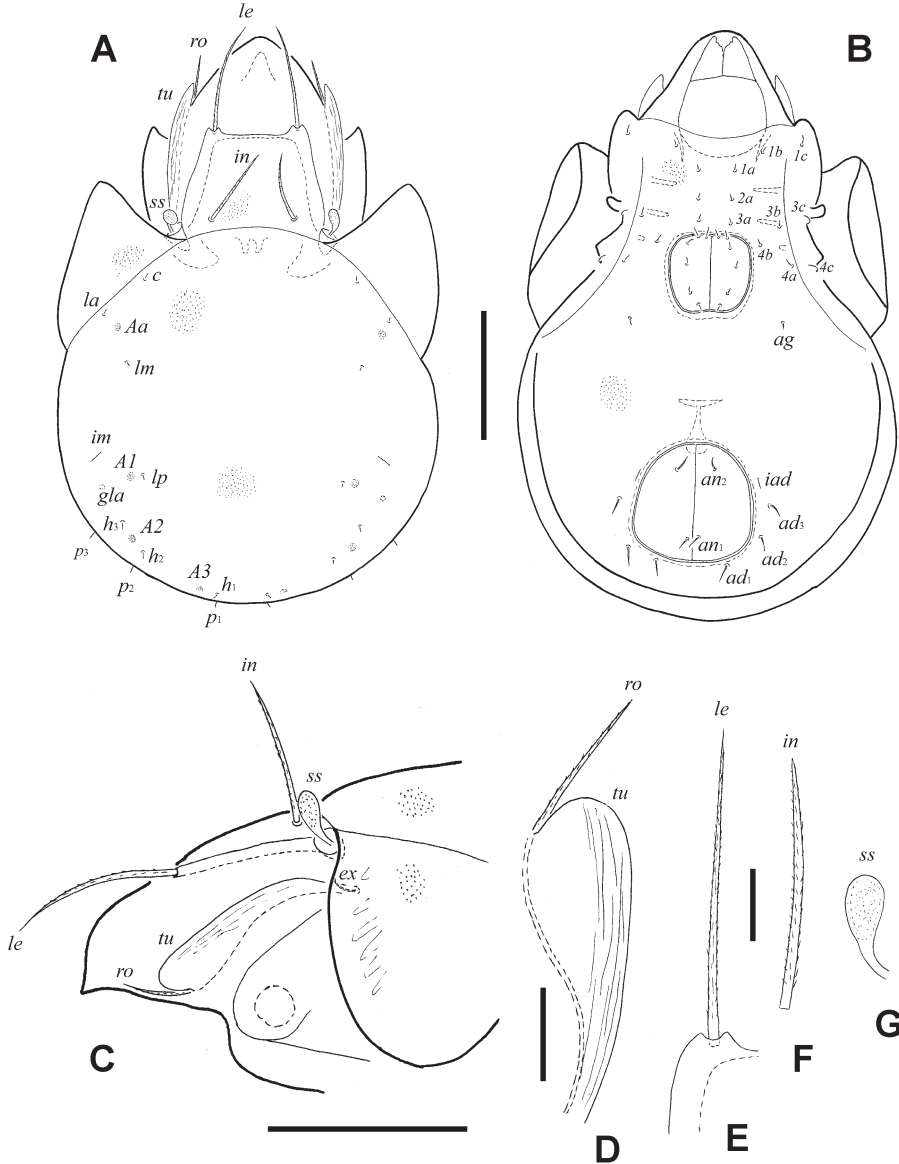 A
le
ro
tu
in
ss
c
la
Aa
lm
im
A1
lp
gla
h3
A2
p3
h2
p2
A3
h1
p1
B
1b
1c
1a
2a
3a
3b
3c
4b
4a
4c
ag
an2
iad
ad3
an1
ad2
ad1
in
ss
ex
le
tu
ro
C
ro
tu
D
le
E
in
F
ss
G